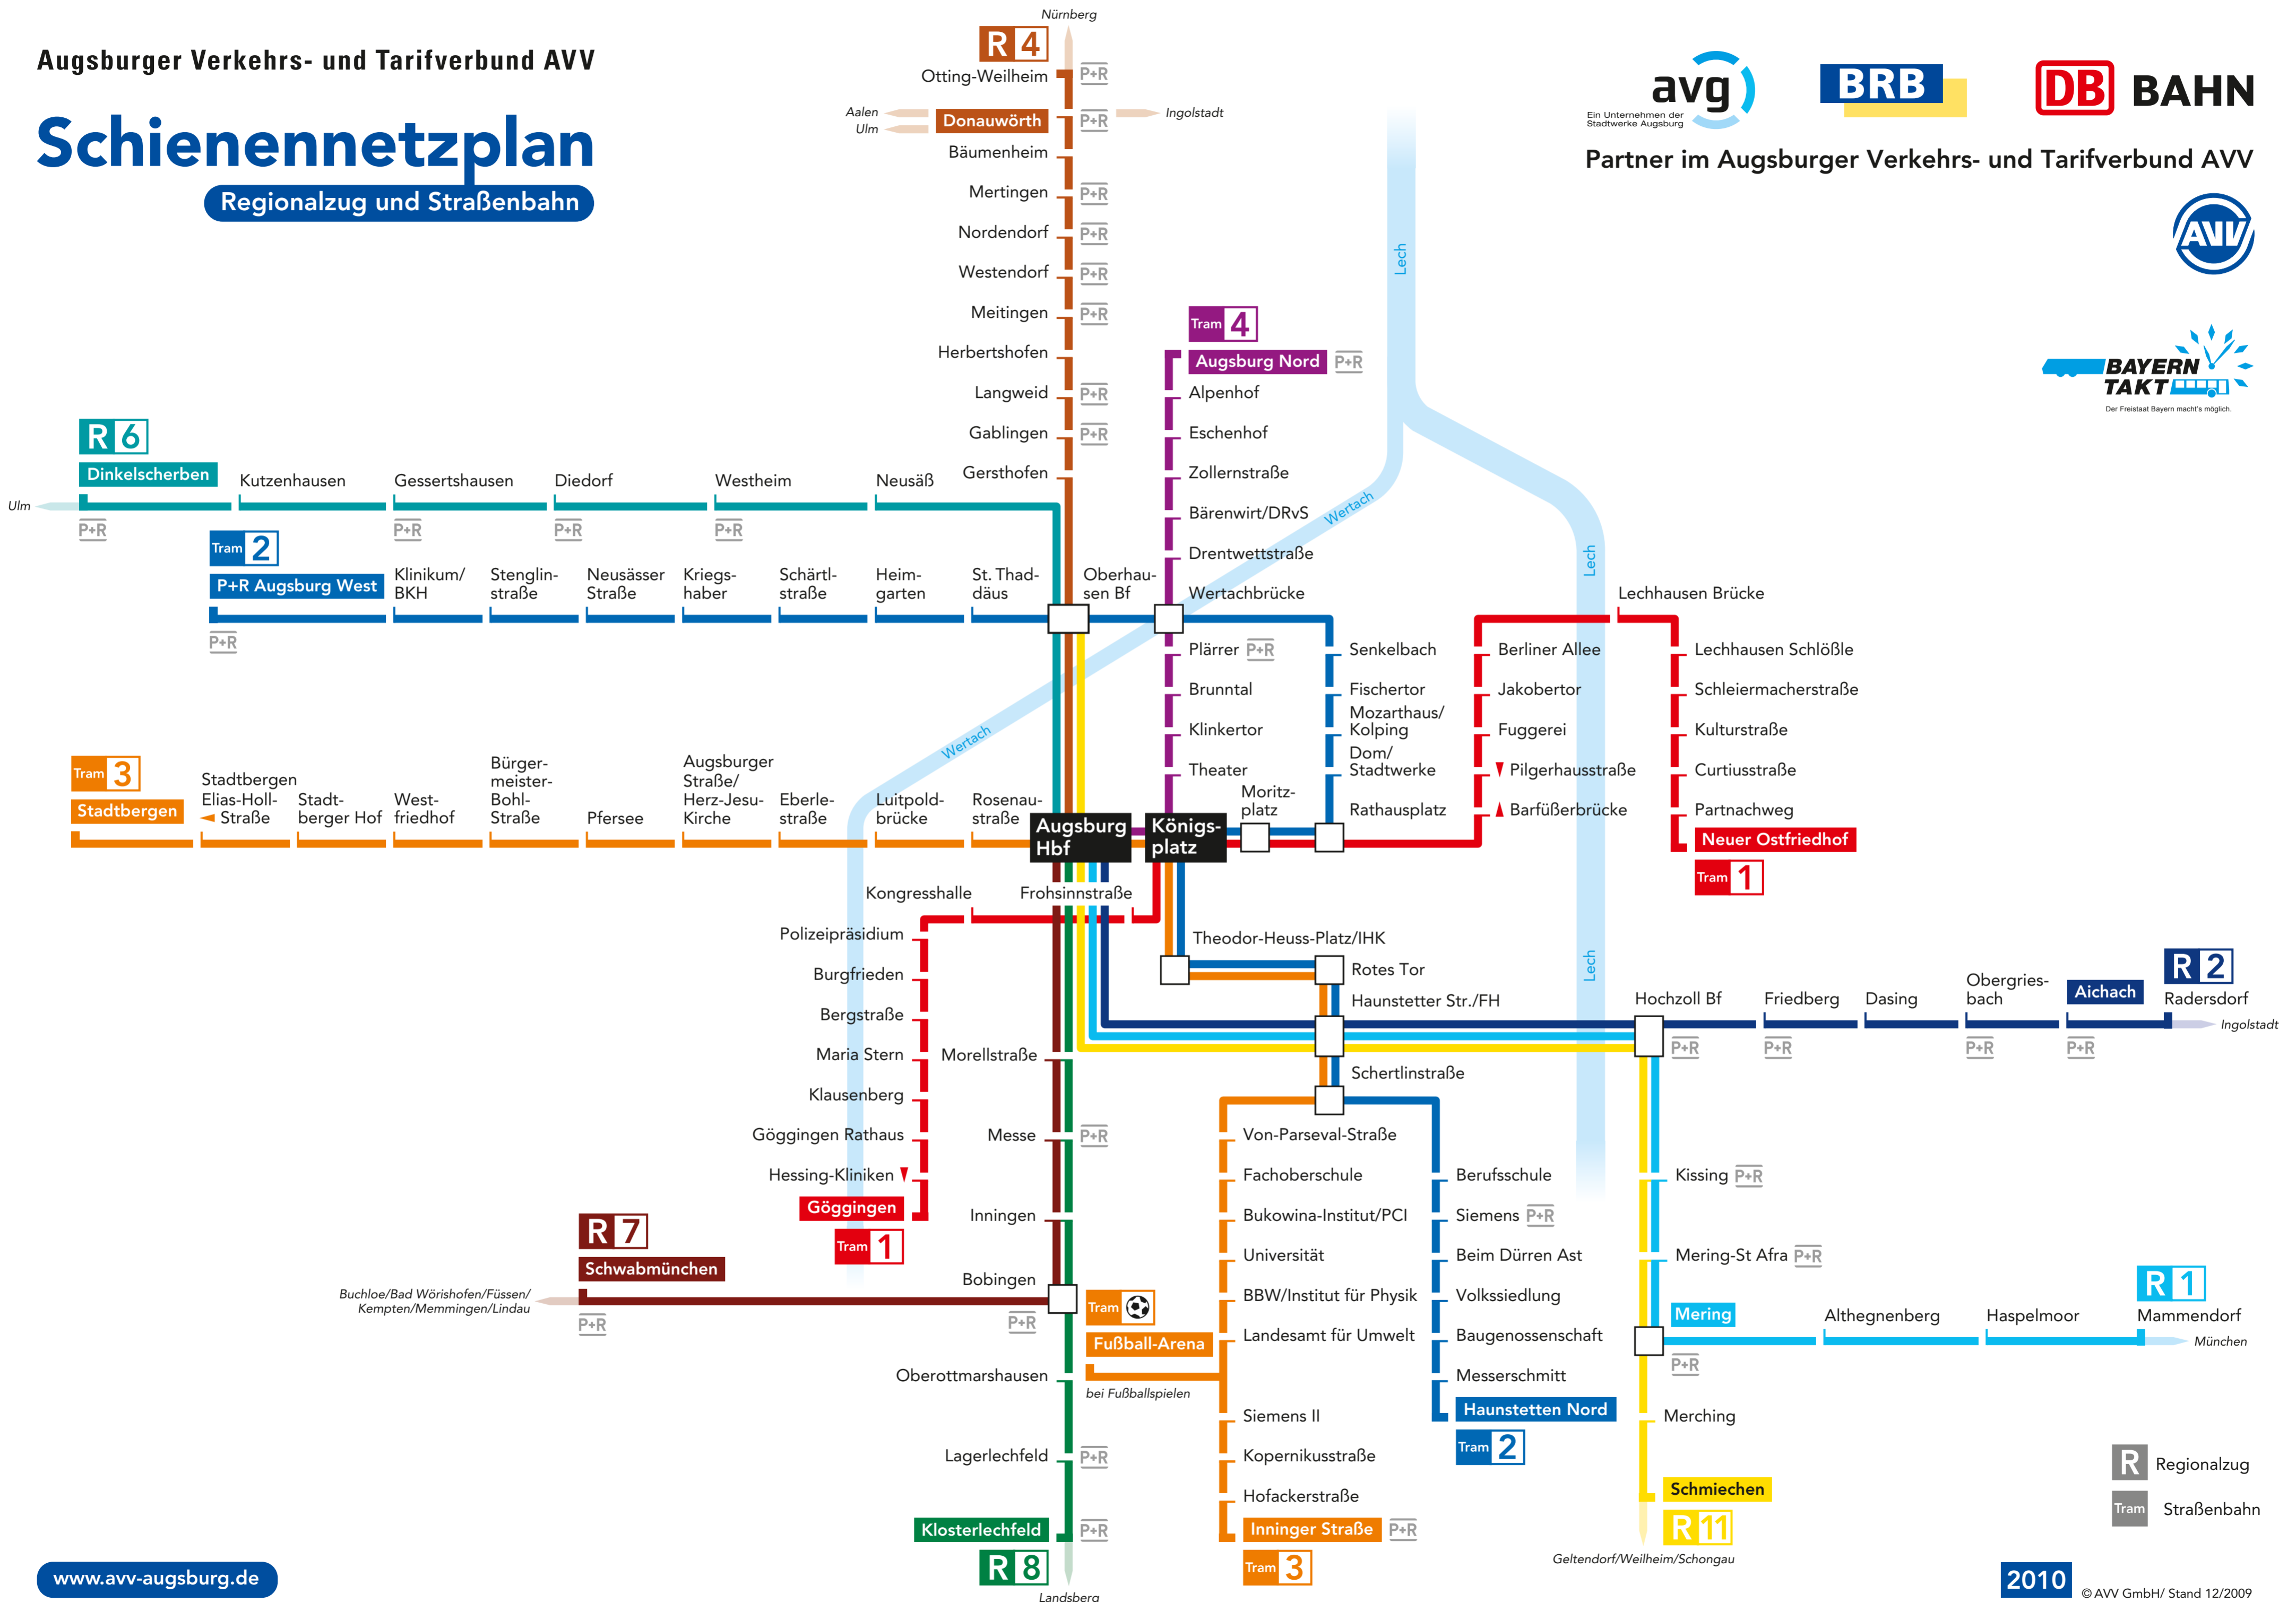 Augsburger Verkehrs- und Tarifverbund AVV
Schienennetzplan
Regionalzug und Straßenbahn
Nürnberg
R 4
Otting-Weilheim
P+R
Aalen
Ulm
Donauwörth
P+R
Ingolstadt
Bäumenheim
Mertingen
P+R
Nordendorf
P+R
Westendorf
P+R
Meitingen
P+R
Herbertshofen
Langweid
P+R
Gablingen
P+R
Gersthofen
avg
Ein Unternehmen der
Stadtwerke Augsburg
BRB
DB BAHN
Partner im Augsburger Verkehrs- und Tarifverbund AVV
AVV
BAYERN
TAKT
Der Freistaat Bayern macht's möglich.
Lech
Tram 4
Augsburg Nord
P+R
Alpenhof
Eschenhof
Zollernstraße
Bärenwirt/DRvS
Drentwettstraße
Wertachbrücke
Wertach
Lech
R 6
Dinkelscherben
Ulm
P+R
Kutzenhausen
Gessertshausen
P+R
Diedorf
P+R
Westheim
P+R
Neusäß
Tram 2
P+R Augsburg West
P+R
Klinikum/
BKH
Stenglin-
straße
Neusässer
Straße
Kriegs-
haber
Schärtl-
straße
Heim-
garten
St. Thad-
däus
Oberhau-
sen Bf
Plärrer
P+R
Brunntal
Klinkertor
Theater
Senkelbach
Fischertor
Mozarthaus/
Kolping
Dom/
Stadtwerke
Rathausplatz
Moritz-
platz
Berliner Allee
Jakobertor
Fuggerei
Pilgerhausstraße
Barfüßerbrücke
Lechhausen Brücke
Lechhausen Schlößle
Schleiermacherstraße
Kulturstraße
Curtiusstraße
Partnachweg
Neuer Ostfriedhof
Tram 1
Wertach
Tram 3
Stadtbergen
Stadtbergen
Elias-Holl-
Straße
Stadt-
berger Hof
West-
friedhof
Bürger-
meister-
Bohl-
Straße
Pfersee
Augsburger
Straße/
Herz-Jesu-
Kirche
Eberle-
straße
Luitpold-
brücke
Rosenau-
straße
Augsburg
Hbf
Königs-
platz
Kongresshalle
Frohsinnstraße
Polizeipräsidium
Burgfrieden
Bergstraße
Maria Stern
Klausenberg
Göggingen Rathaus
Hessing-Kliniken
Göggingen
Tram 1
Theodor-Heuss-Platz/IHK
Rotes Tor
Haunstetter Str./FH
Schertlinstraße
Lech
Hochzoll Bf
P+R
Friedberg
P+R
Dasing
Obergries-
bach
P+R
Aichach
P+R
R 2
Radersdorf
Ingolstadt
Morellstraße
Messe
P+R
Inningen
Bobingen
P+R
R 7
Schwabmünchen
P+R
Buchloe/Bad Wörishofen/Füssen/
Kempten/Memmingen/Lindau
Oberottmarshausen
Lagerlechfeld
P+R
Klosterlechfeld
P+R
R 8
Landsberg
Tram
Fußball-Arena
bei Fußballspielen
Von-Parseval-Straße
Fachoberschule
Bukowina-Institut/PCI
Universität
BBW/Institut für Physik
Landesamt für Umwelt
Siemens II
Kopernikusstraße
Hofackerstraße
Inninger Straße
P+R
Tram 3
Berufsschule
Siemens
P+R
Beim Dürren Ast
Volkssiedlung
Baugenossenschaft
Messerschmitt
Haunstetten Nord
Tram 2
Kissing
P+R
Mering-St Afra
P+R
Mering
P+R
Althegnenberg
Haspelmoor
R 1
Mammendorf
München
Merching
Schmiechen
R 11
Geltendorf/Weilheim/Schongau
R Regionalzug
Tram Straßenbahn
www.avv-augsburg.de
2010
© AVV GmbH/ Stand 12/2009